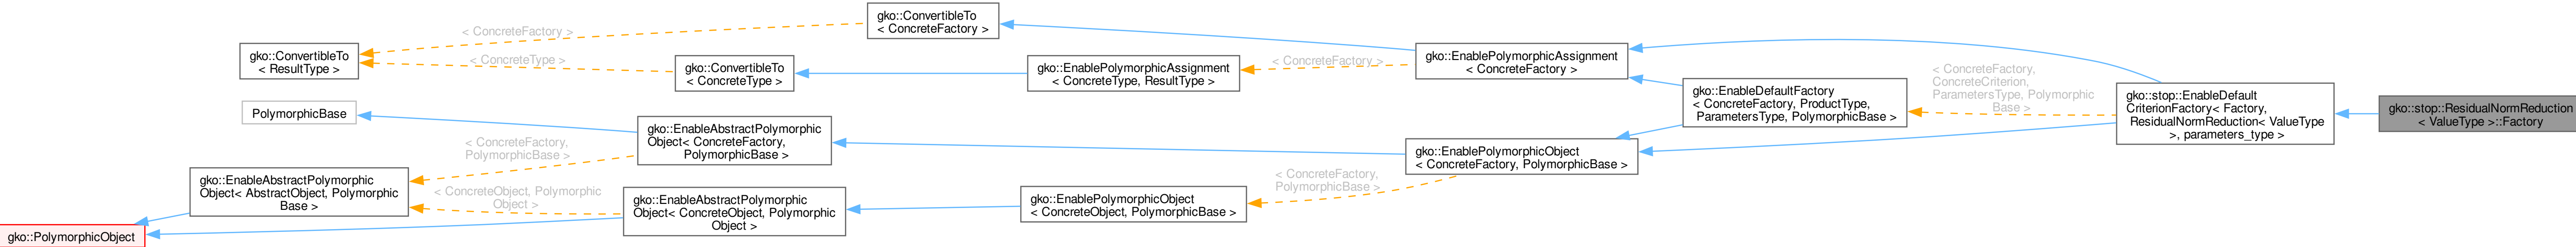 gko::ConvertibleTo
< ConcreteFactory >
< ConcreteFactory >
gko::ConvertibleTo
< ResultType >
< ConcreteType >
gko::ConvertibleTo
< ConcreteType >
gko::EnablePolymorphicAssignment
< ConcreteType, ResultType >
< ConcreteFactory >
gko::EnablePolymorphicAssignment
< ConcreteFactory >
gko::EnableDefaultFactory
< ConcreteFactory, ProductType,
ParametersType, PolymorphicBase >
< ConcreteFactory,
ConcreteCriterion,
ParametersType, Polymorphic
Base >
gko::stop::EnableDefault
CriterionFactory< Factory,
ResidualNormReduction< ValueType
>, parameters_type >
gko::stop::ResidualNormReduction
< ValueType >::Factory
PolymorphicBase
gko::EnableAbstractPolymorphic
Object< ConcreteFactory,
PolymorphicBase >
< ConcreteFactory,
PolymorphicBase >
gko::EnablePolymorphicObject
< ConcreteFactory, PolymorphicBase >
gko::EnableAbstractPolymorphic
Object< AbstractObject, Polymorphic
Base >
< ConcreteObject, Polymorphic
Object >
gko::EnableAbstractPolymorphic
Object< ConcreteObject, Polymorphic
Object >
gko::EnablePolymorphicObject
< ConcreteObject, PolymorphicBase >
< ConcreteFactory,
PolymorphicBase >
gko::PolymorphicObject